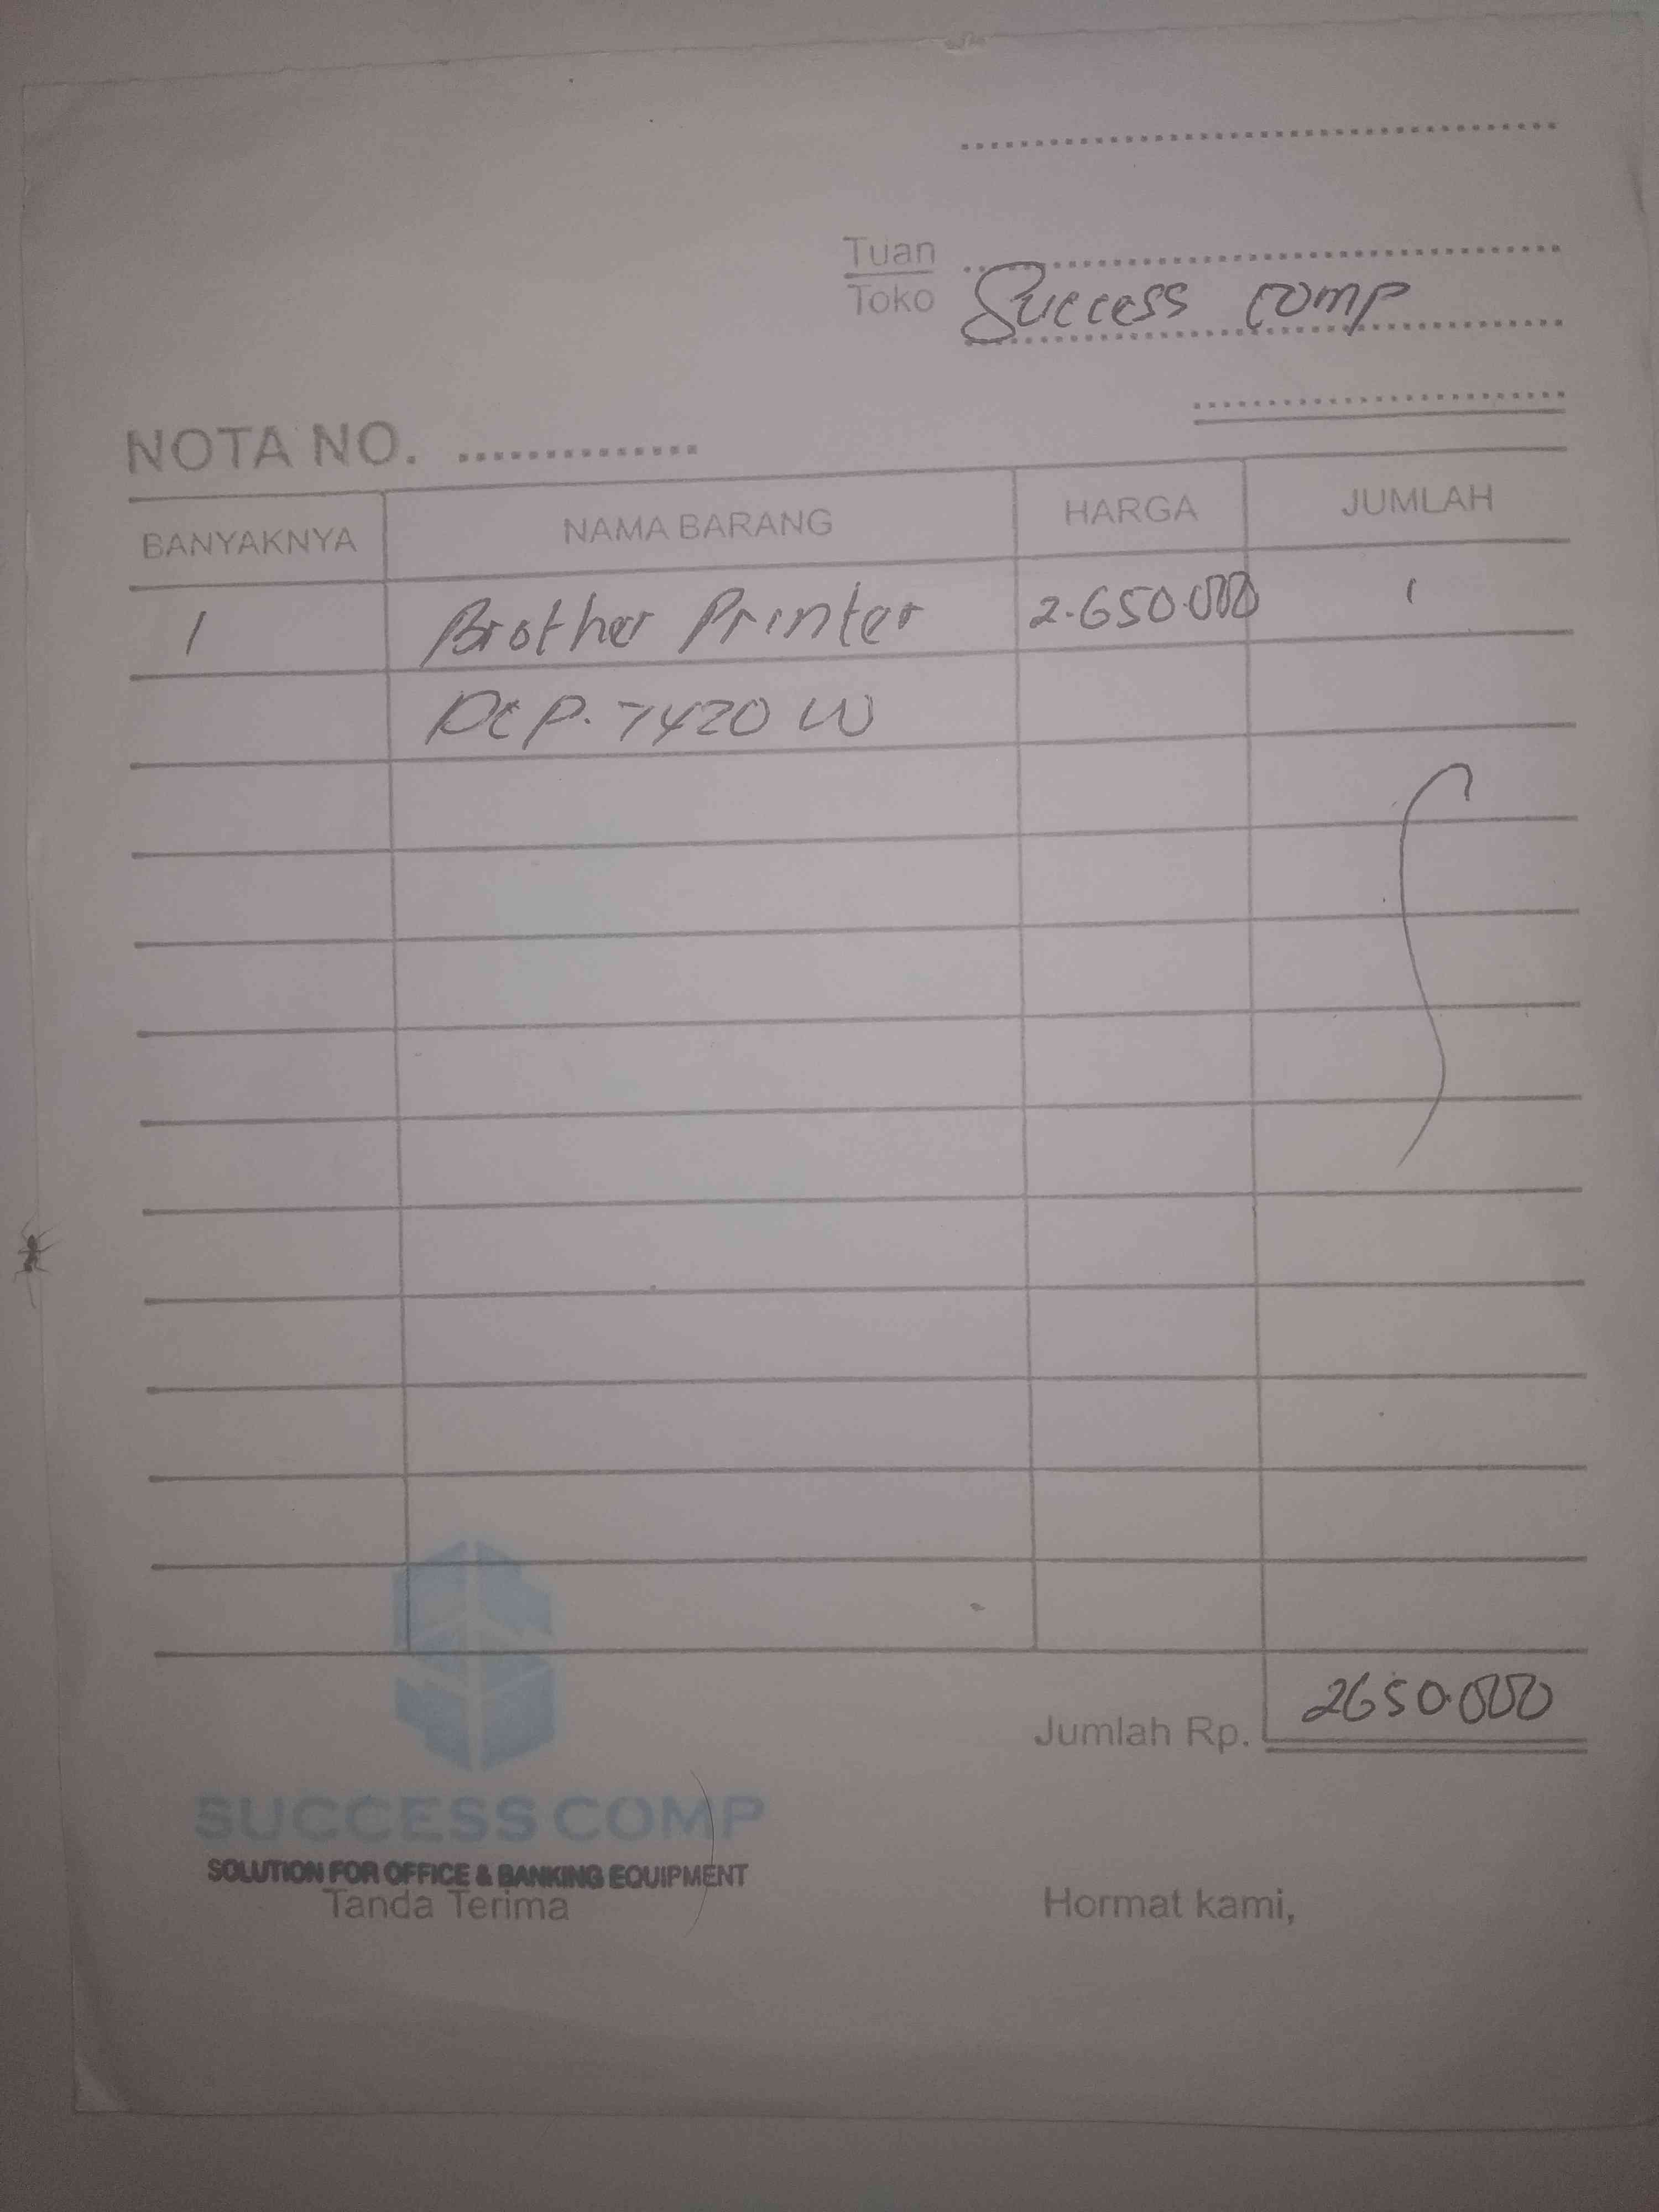 Tuan
Toko Success comp
NOTA NO.
BANYAKNYA NAMA BARANG HARGA JUMLAH
1 Brother Printer 2.650.000 1
DCP. 7420 W
Jumlah Rp. 2650.000
SUCCESS COMP
SOLUTION FOR OFFICE & BANKING EQUIPMENT
Tanda Terima Hormat kami,